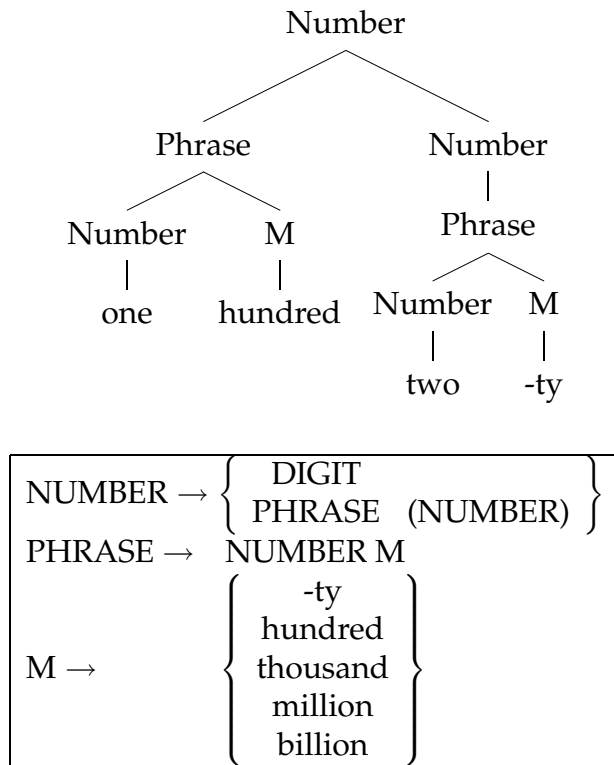 Number
Phrase Number
Number M Phrase
one hundred Number M
two -ty
NUMBER → { DIGIT
PHRASE (NUMBER) }
PHRASE → NUMBER M
M → { -ty
hundred
thousand
million
billion }